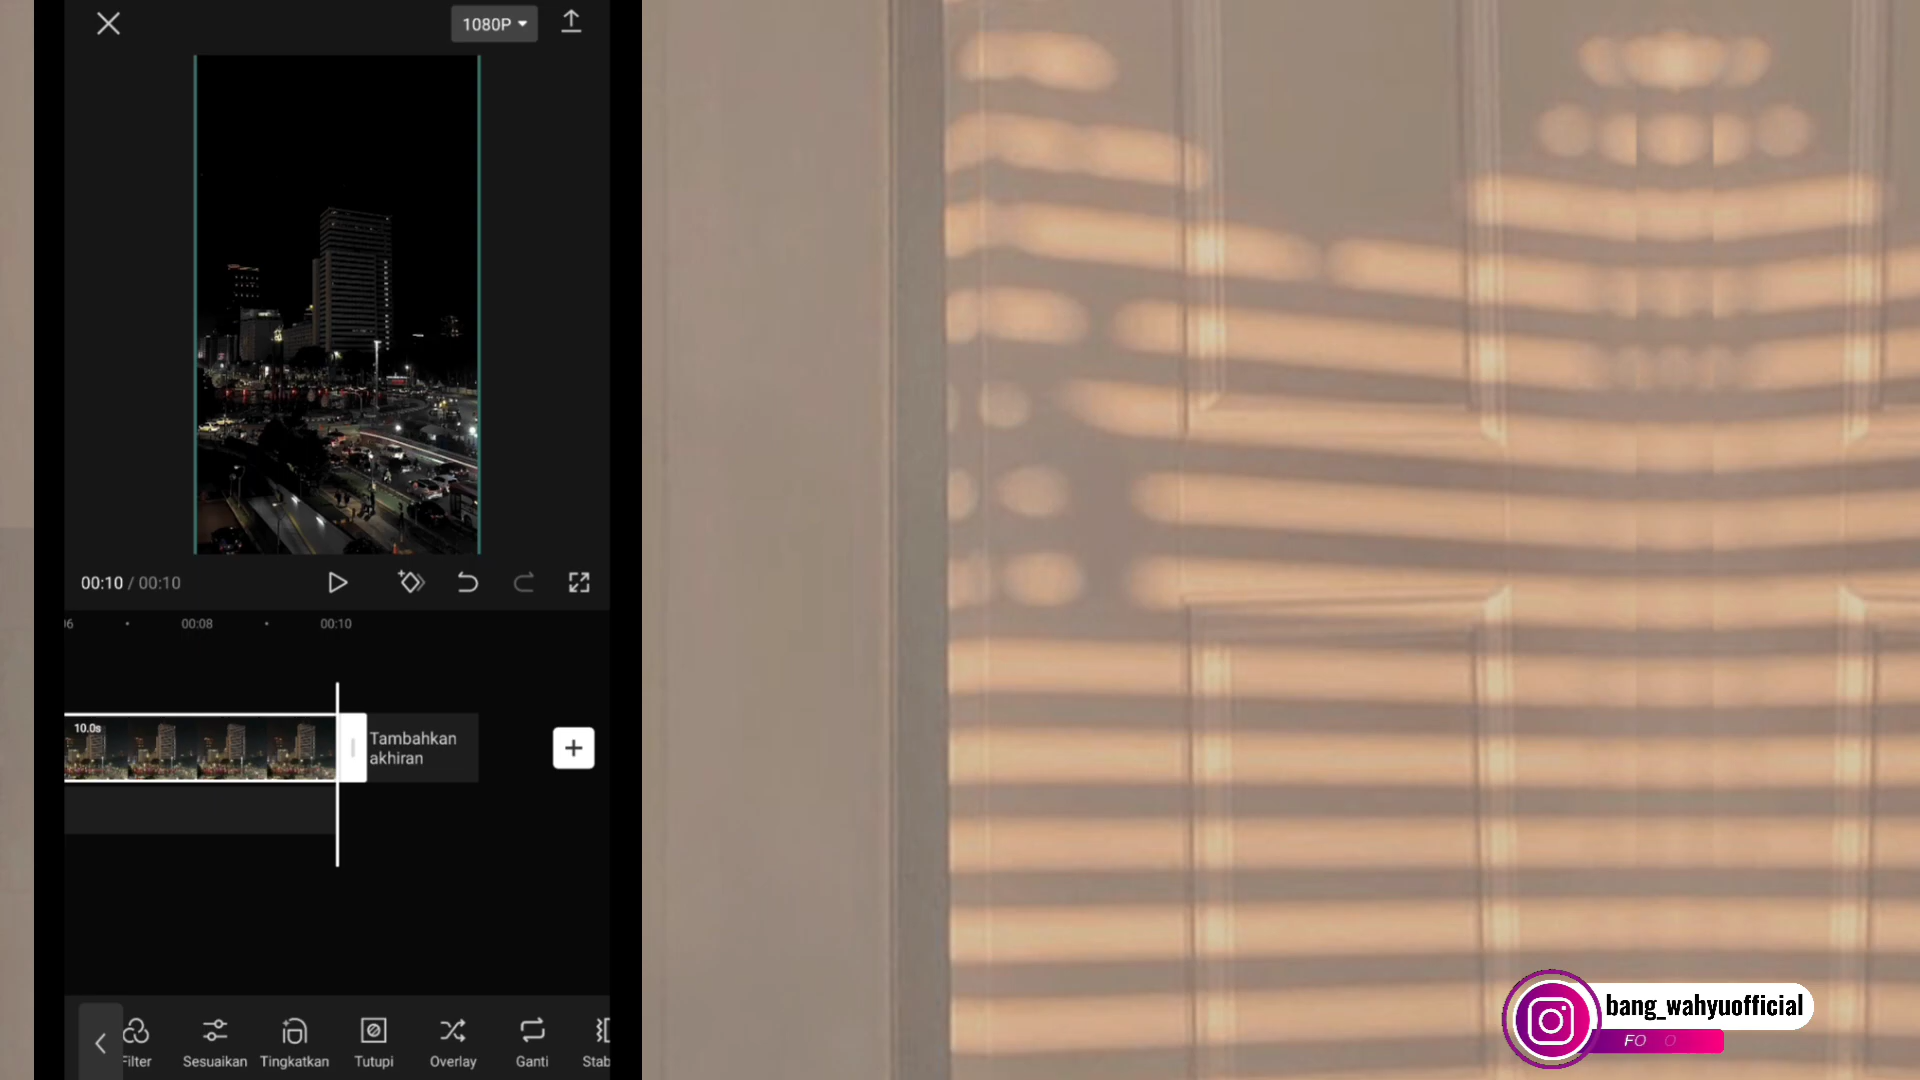 1080P
00:10 / 00:10
00:08
00:10
10.0s
Tambahkan
akhiran
Filter
Sesuaikan
Tingkatkan
Tutupi
Overlay
Ganti
Stab
bang_wahyuofficial